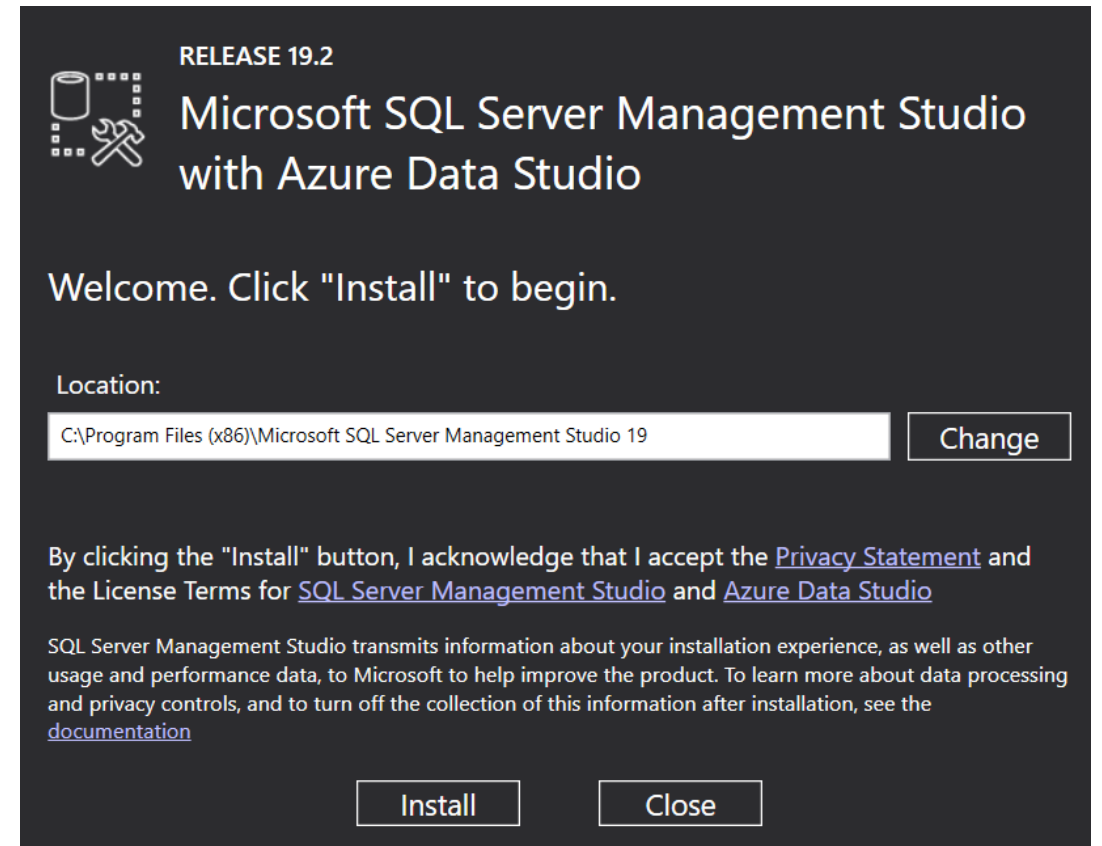 RELEASE 19.2
Microsoft SQL Server Management Studio
with Azure Data Studio
Welcome. Click "Install" to begin.
Location:
C:\Program Files (x86)\Microsoft SQL Server Management Studio 19
Change
By clicking the "Install" button, I acknowledge that I accept the Privacy Statement and
the License Terms for SQL Server Management Studio and Azure Data Studio
SQL Server Management Studio transmits information about your installation experience, as well as other
usage and performance data, to Microsoft to help improve the product. To learn more about data processing
and privacy controls, and to turn off the collection of this information after installation, see the
documentation
Install
Close